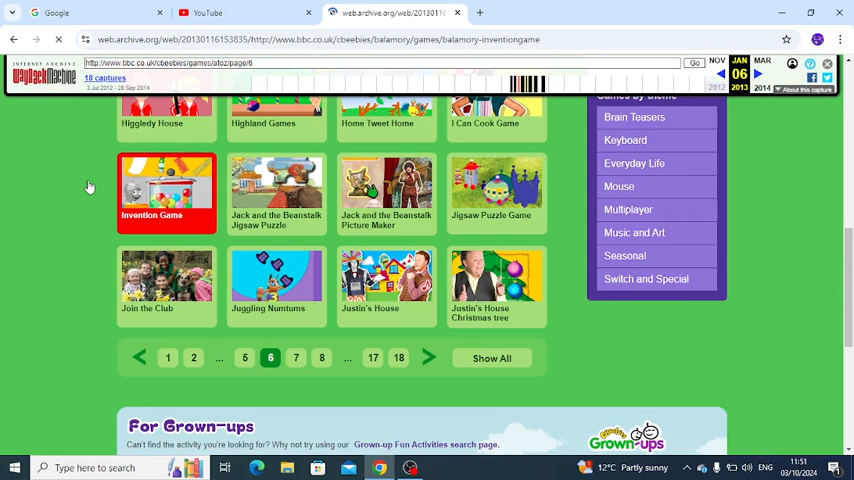 Google
YouTube
web.archive.org/web/2013011
web.archive.org/web/20130116153835/http://www.bbc.co.uk/cbeebies/balamory/games/balamory-inventiongame
INTERNET ARCHIVE
WayBackMachine
http://www.bbc.co.uk/cbeebies/games/atoz/page/6
Go
NOV JAN MAR
06
2012 2013 2014
18 captures
3 Jul 2012 - 28 Sep 2014
About this capture
Higgledy House
Highland Games
Home Tweet Home
I Can Cook Game
Games by theme
Brain Teasers
Keyboard
Everyday Life
Mouse
Multiplayer
Music and Art
Seasonal
Switch and Special
Invention Game
Jack and the Beanstalk
Jigsaw Puzzle
Jack and the Beanstalk
Picture Maker
Jigsaw Puzzle Game
Join the Club
Juggling Numtums
Justin's House
Justin's House
Christmas tree
1 2 ... 5 6 7 8 ... 17 18
Show All
For Grown-ups
Can't find the activity you're looking for? Why not try using our Grown-up Fun Activities search page.
Grown-ups
Type here to search
12°C Partly sunny
ENG
11:51
03/10/2024